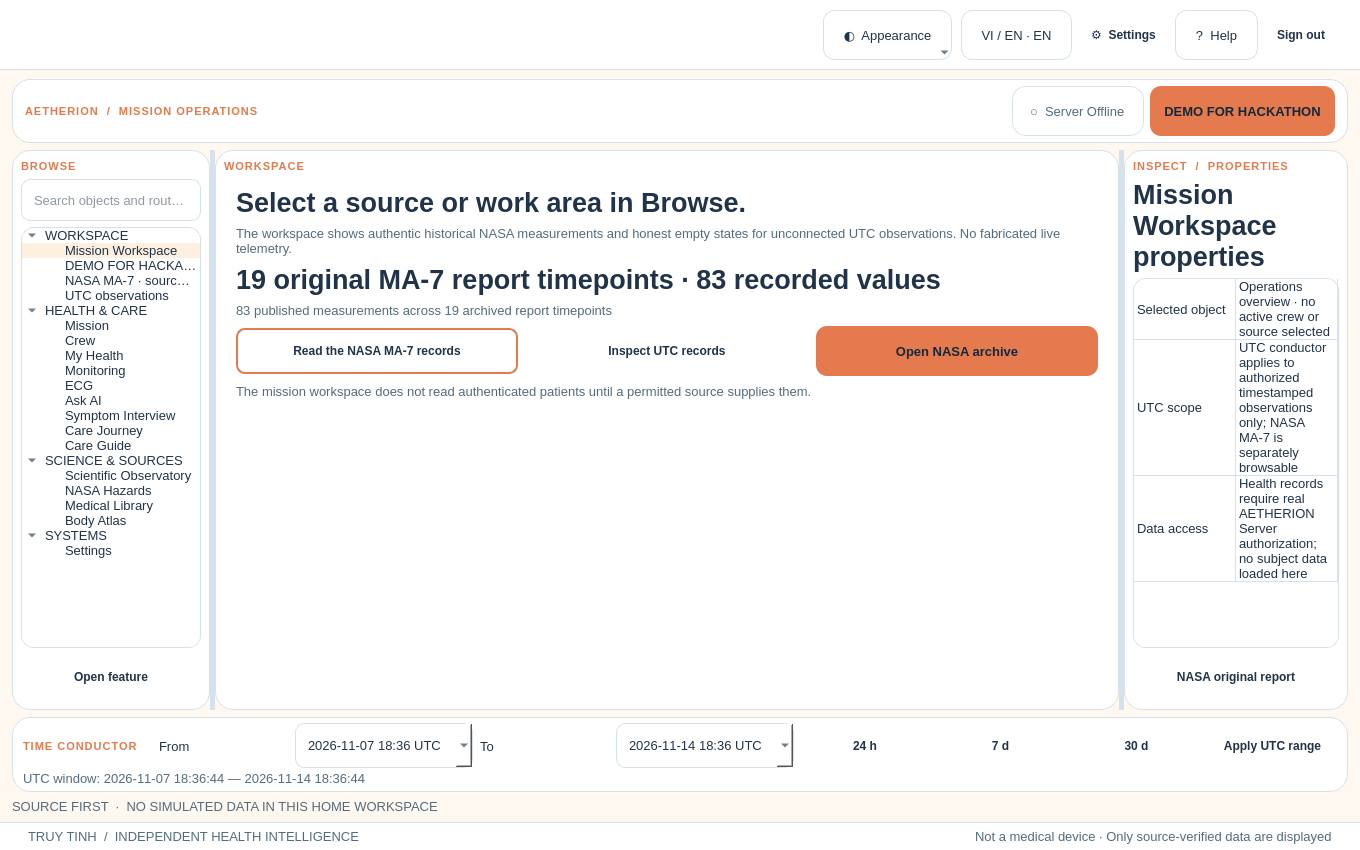 ◐ Appearance
VI / EN · EN
⚙ Settings
? Help
Sign out
AETHERION / MISSION OPERATIONS
○ Server Offline
DEMO FOR HACKATHON
BROWSE
Search objects and rout…
WORKSPACE
Mission Workspace
DEMO FOR HACKA…
NASA MA-7 · sourc…
UTC observations
HEALTH & CARE
Mission
Crew
My Health
Monitoring
ECG
Ask AI
Symptom Interview
Care Journey
Care Guide
SCIENCE & SOURCES
Scientific Observatory
NASA Hazards
Medical Library
Body Atlas
SYSTEMS
Settings
Open feature
WORKSPACE
Select a source or work area in Browse.
The workspace shows authentic historical NASA measurements and honest empty states for unconnected UTC observations. No fabricated live
telemetry.
19 original MA-7 report timepoints · 83 recorded values
83 published measurements across 19 archived report timepoints
Read the NASA MA-7 records
Inspect UTC records
Open NASA archive
The mission workspace does not read authenticated patients until a permitted source supplies them.
INSPECT / PROPERTIES
Mission
Workspace
properties
Selected object
Operations
overview · no
active crew or
source selected
UTC scope
UTC conductor
applies to
authorized
timestamped
observations
only; NASA
MA-7 is
separately
browsable
Data access
Health records
require real
AETHERION
Server
authorization;
no subject data
loaded here
NASA original report
TIME CONDUCTOR
From
2026-11-07 18:36 UTC
To
2026-11-14 18:36 UTC
24 h
7 d
30 d
Apply UTC range
UTC window: 2026-11-07 18:36:44 — 2026-11-14 18:36:44
SOURCE FIRST · NO SIMULATED DATA IN THIS HOME WORKSPACE
TRUY TINH / INDEPENDENT HEALTH INTELLIGENCE
Not a medical device · Only source-verified data are displayed